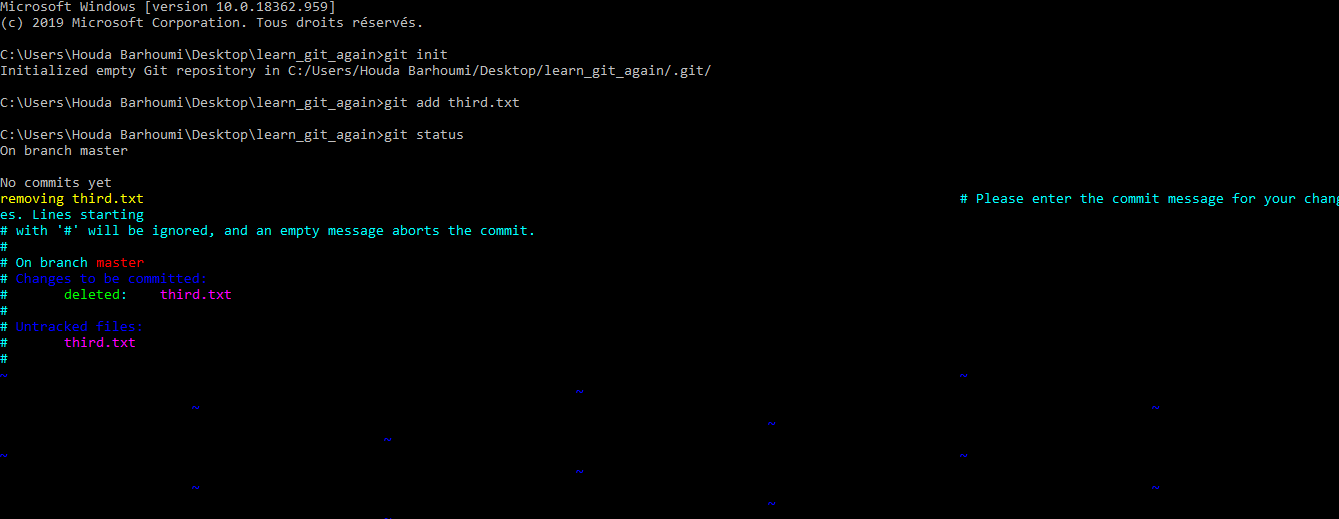 Microsoft Windows [version 10.0.18362.959]
(c) 2019 Microsoft Corporation. Tous droits réservés.
C:\Users\Houda Barhoumi\Desktop\learn_git_again>git init
Initialized empty Git repository in C:/Users/Houda Barhoumi/Desktop/learn_git_again/.git/
C:\Users\Houda Barhoumi\Desktop\learn_git_again>git add third.txt
C:\Users\Houda Barhoumi\Desktop\learn_git_again>git status
On branch master
No commits yet
removing third.txt # Please enter the commit message for your chang
es. Lines starting
# with '#' will be ignored, and an empty message aborts the commit.
#
# On branch master
# Changes to be committed:
# deleted: third.txt
#
# Untracked files:
# third.txt
#
~ ~
~
~ ~
~
~
~ ~
~
~ ~
~
~